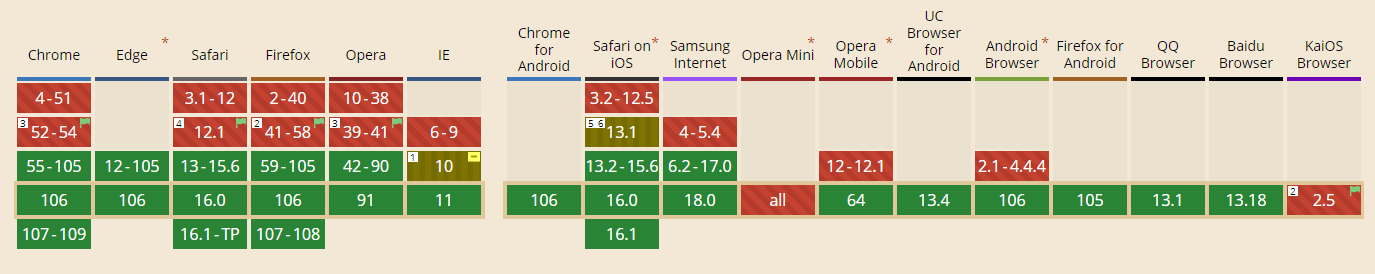 Chrome Edge * Safari Firefox Opera IE Chrome for Android Safari on iOS * Samsung Internet Opera Mini * Opera Mobile * UC Browser for Android Android Browser * Firefox for Android QQ Browser Baidu Browser KaiOS Browser
4-51 3.1-12 2-40 10-38 3.2-12.5
3 52-54 4 12.1 2 41-58 3 39-41 6-9 5 6 13.1 4-5.4
55-105 12-105 13-15.6 59-105 42-90 1 10 13.2-15.6 6.2-17.0 12-12.1 2.1-4.4.4
106 106 16.0 106 91 11 106 16.0 18.0 all 64 13.4 106 105 13.1 13.18 2 2.5
107-109 16.1-TP 107-108 16.1